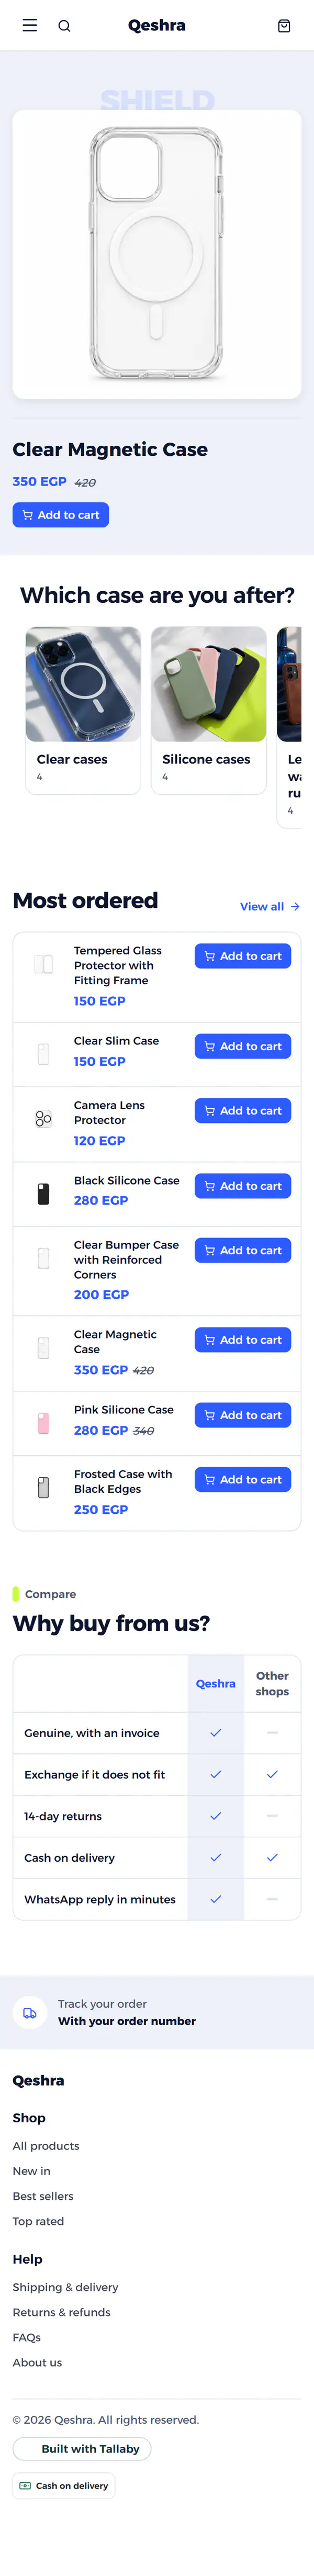 Qeshra
SHIELD
Clear Magnetic Case
350 EGP 420
Add to cart
Which case are you after?
Clear cases
4
Silicone cases
4
Le
wa
ru
4
Most ordered
View all
Tempered Glass
Protector with
Fitting Frame
150 EGP
Add to cart
Clear Slim Case
150 EGP
Add to cart
Camera Lens
Protector
120 EGP
Add to cart
Black Silicone Case
280 EGP
Add to cart
Clear Bumper Case
with Reinforced
Corners
200 EGP
Add to cart
Clear Magnetic
Case
350 EGP 420
Add to cart
Pink Silicone Case
280 EGP 340
Add to cart
Frosted Case with
Black Edges
250 EGP
Add to cart
Compare
Why buy from us?
Qeshra
Other
shops
Genuine, with an invoice
Exchange if it does not fit
14-day returns
Cash on delivery
WhatsApp reply in minutes
Track your order
With your order number
Qeshra
Shop
All products
New in
Best sellers
Top rated
Help
Shipping & delivery
Returns & refunds
FAQs
About us
© 2026 Qeshra. All rights reserved.
Built with Tallaby
Cash on delivery